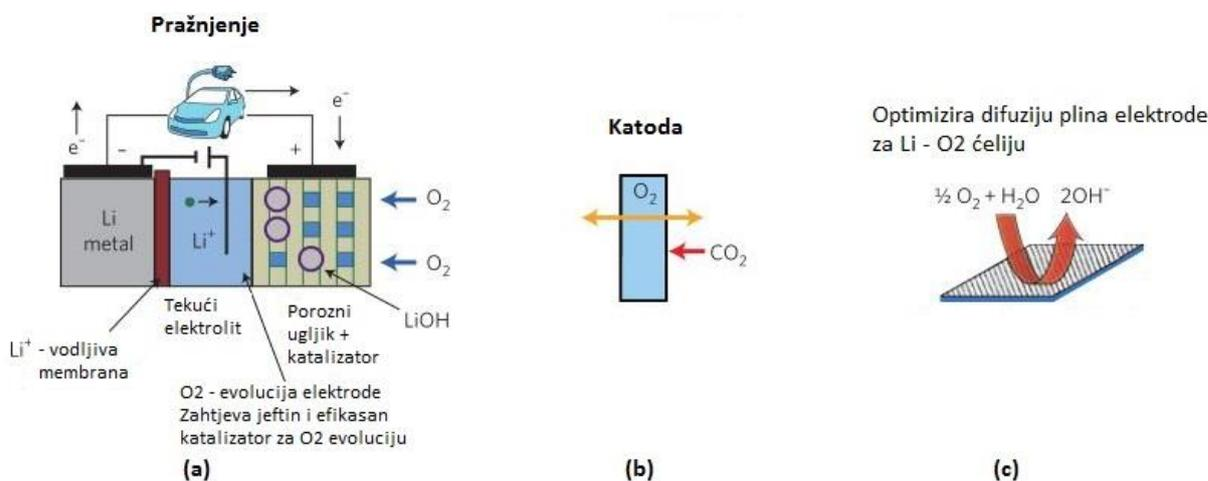 Pražnjenje
e⁻
e⁻
−
+
Li
metal
Li⁺
O₂
O₂
LiOH
Tekući
elektrolit
Porozni
ugljik +
katalizator
Li⁺ - vodljiva
membrana
O2 - evolucija elektrode
Zahtjeva jeftin i efikasan
katalizator za O2 evoluciju
(a)
Katoda
O₂
CO₂
(b)
Optimizira difuziju plina elektrode
za Li - O2 ćeliju
½ O₂ + H₂O 2OH⁻
(c)